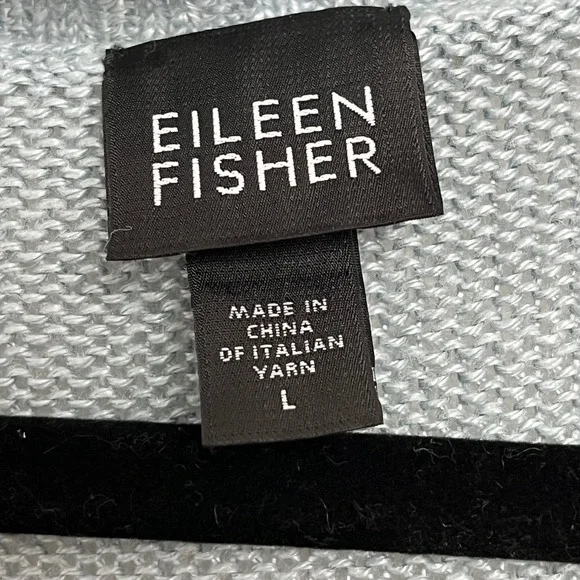 EILEEN
FISHER
MADE IN
CHINA
OF ITALIAN
YARN
L